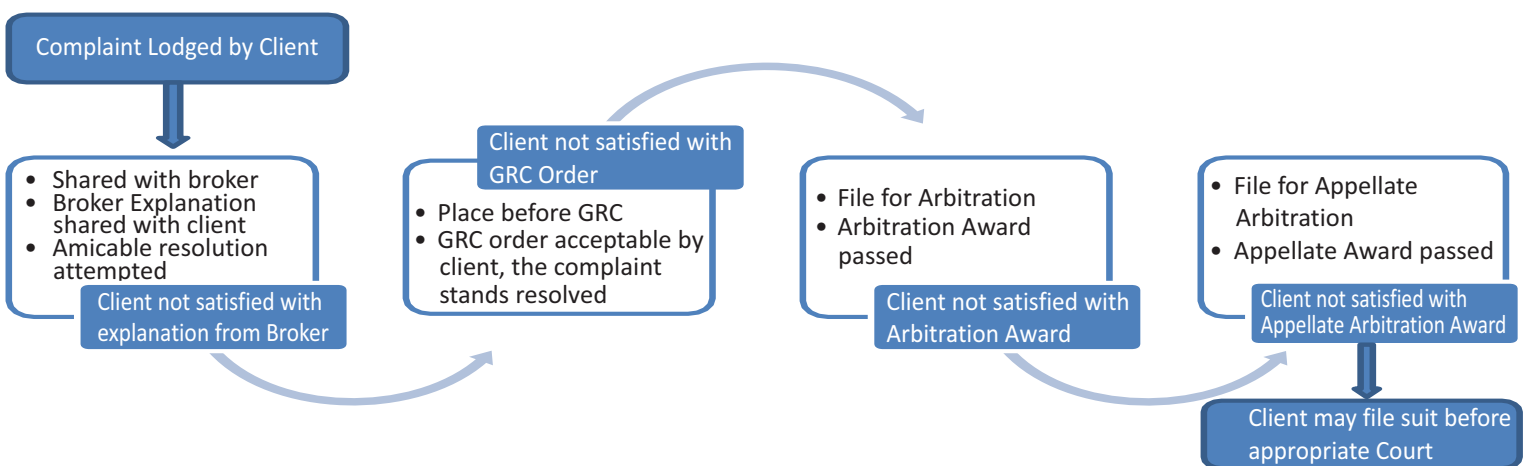 Complaint Lodged by Client
• Shared with broker
• Broker Explanation
shared with client
• Amicable resolution
attempted
Client not satisfied with
explanation from Broker
Client not satisfied with
GRC Order
• Place before GRC
• GRC order acceptable by
client, the complaint
stands resolved
• File for Arbitration
• Arbitration Award
passed
Client not satisfied with
Arbitration Award
• File for Appellate
Arbitration
• Appellate Award passed
Client not satisfied with
Appellate Arbitration Award
Client may file suit before
appropriate Court